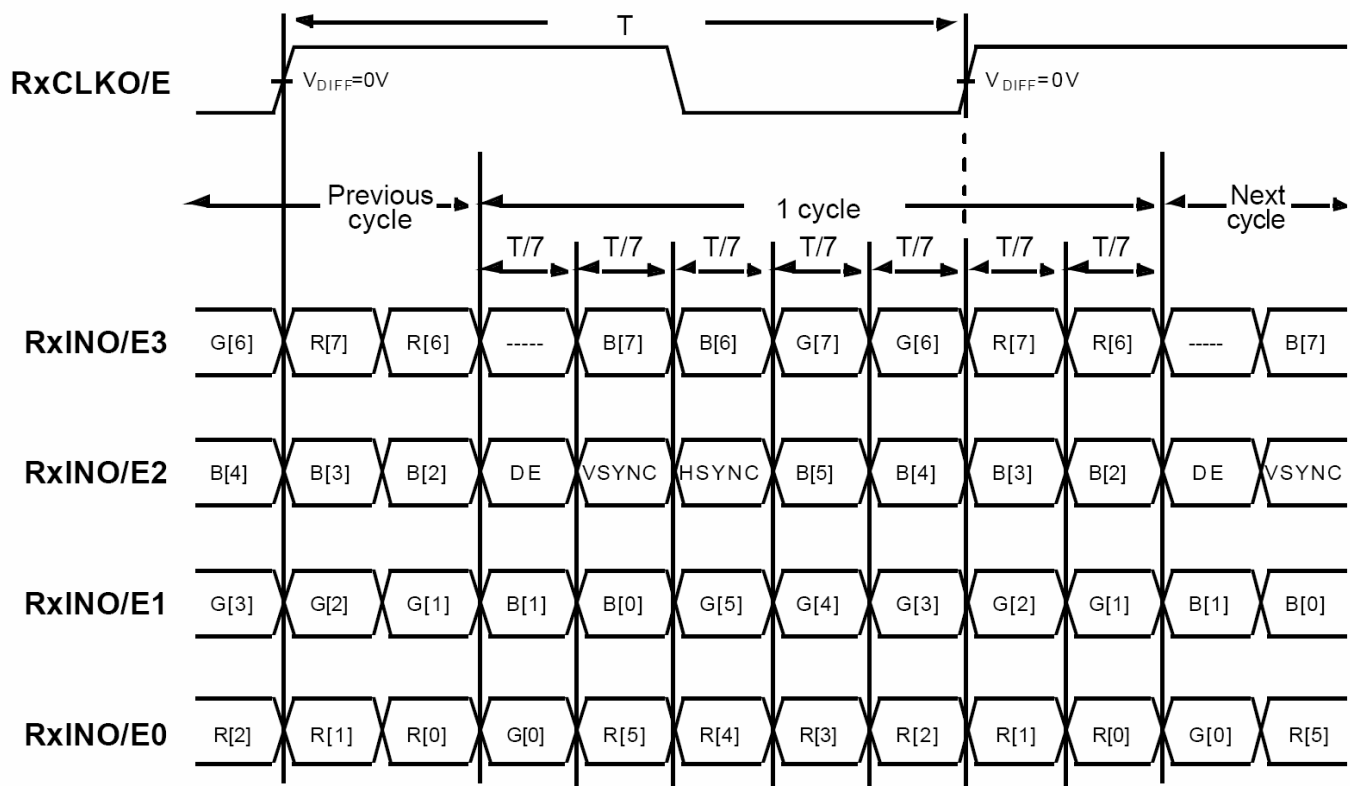 T
RxCLKO/E
VDIFF=0V
VDIFF=0V
Previous cycle
1 cycle
Next cycle
T/7 T/7 T/7 T/7 T/7 T/7 T/7
RxINO/E3 G[6] R[7] R[6] ----- B[7] B[6] G[7] G[6] R[7] R[6] ----- B[7]
RxINO/E2 B[4] B[3] B[2] DE VSYNC HSYNC B[5] B[4] B[3] B[2] DE VSYNC
RxINO/E1 G[3] G[2] G[1] B[1] B[0] G[5] G[4] G[3] G[2] G[1] B[1] B[0]
RxINO/E0 R[2] R[1] R[0] G[0] R[5] R[4] R[3] R[2] R[1] R[0] G[0] R[5]